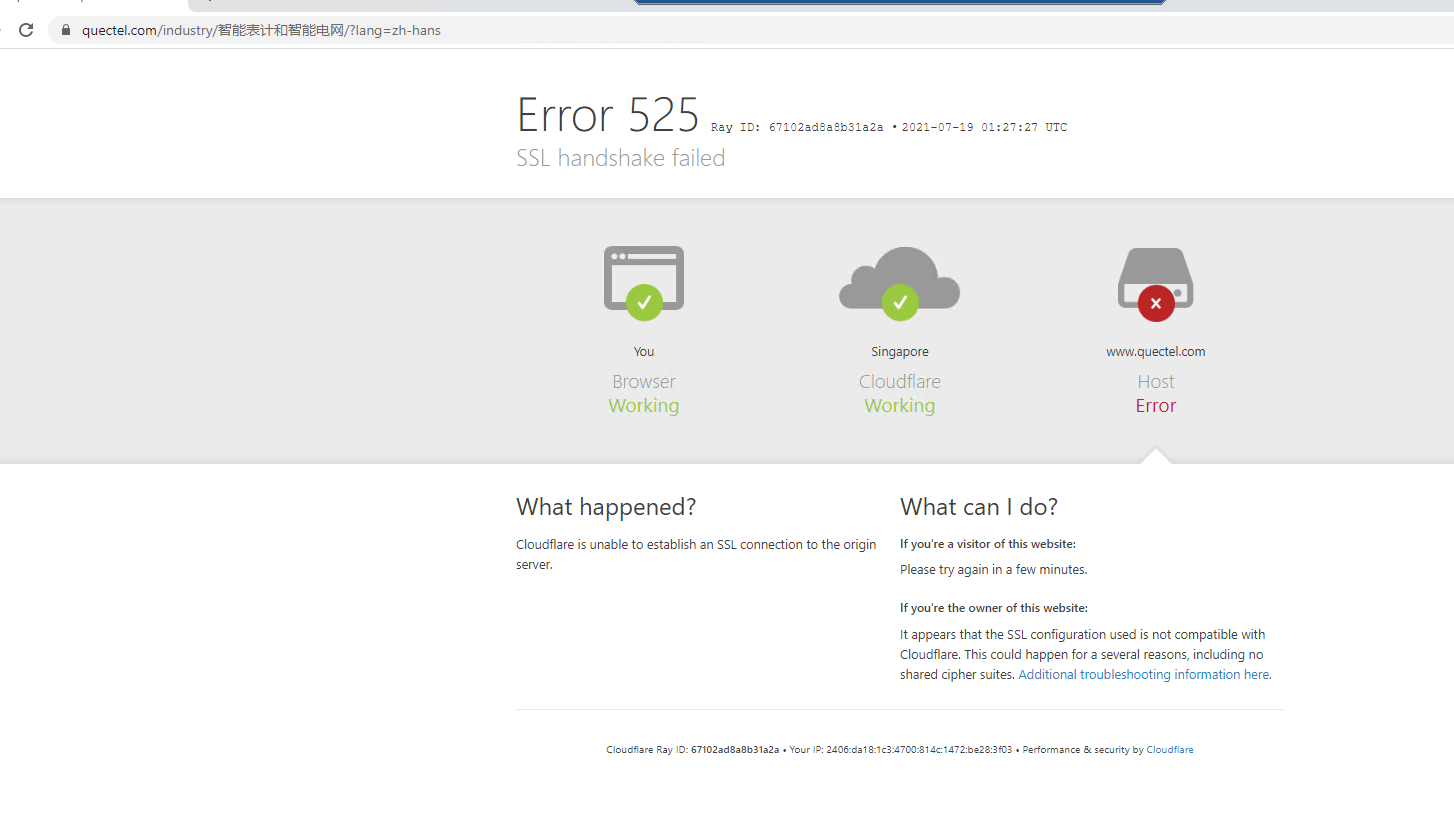 quectel.com/industry/智能表计和智能电网/?lang=zh-hans
Error 525 Ray ID: 67102ad8a8b31a2a • 2021-07-19 01:27:27 UTC
SSL handshake failed
You
Browser
Working
Singapore
Cloudflare
Working
www.quectel.com
Host
Error
What happened?
Cloudflare is unable to establish an SSL connection to the origin
server.
What can I do?
If you're a visitor of this website:
Please try again in a few minutes.
If you're the owner of this website:
It appears that the SSL configuration used is not compatible with
Cloudflare. This could happen for a several reasons, including no
shared cipher suites. Additional troubleshooting information here.
Cloudflare Ray ID: 67102ad8a8b31a2a • Your IP: 2406:da18:1c3:4700:814c:1472:be28:3f03 • Performance & security by Cloudflare